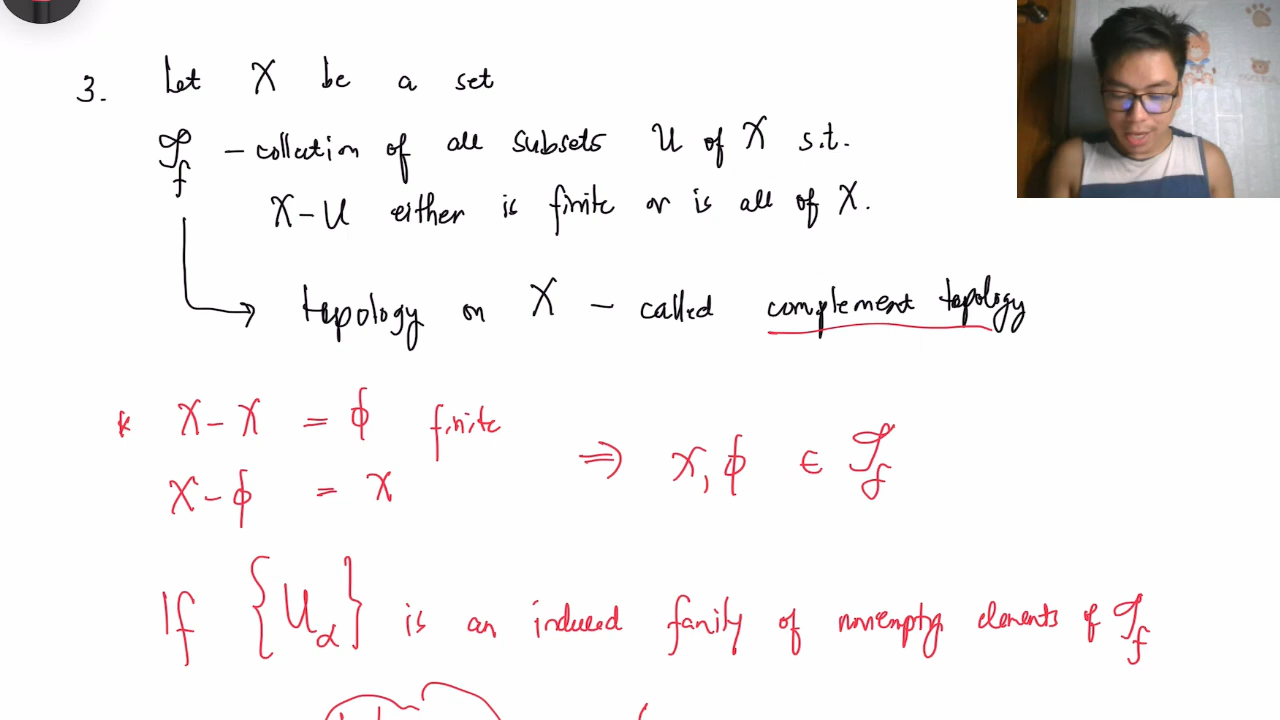 3. Let X be a set
𝒯f – collection of all subsets U of X s.t.
X – U either is finite or is all of X.
topology on X – called complement topology
* X – X = ϕ finite
X – ϕ = X
⇒ X, ϕ ∈ 𝒯f
If {Uα} is an induced family of nonempty elements of 𝒯f